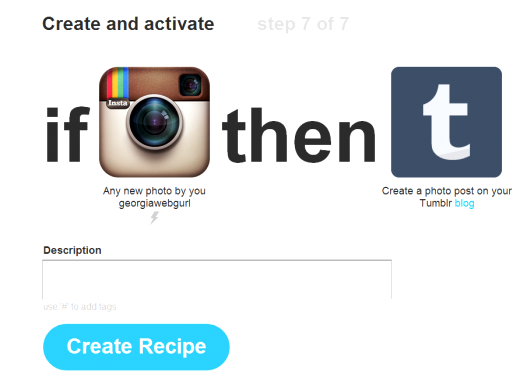 Create and activate step 7 of 7
if Insta then t
Any new photo by you
georgiawebgurl
Create a photo post on your
Tumblr blog
Description
use '#' to add tags
Create Recipe